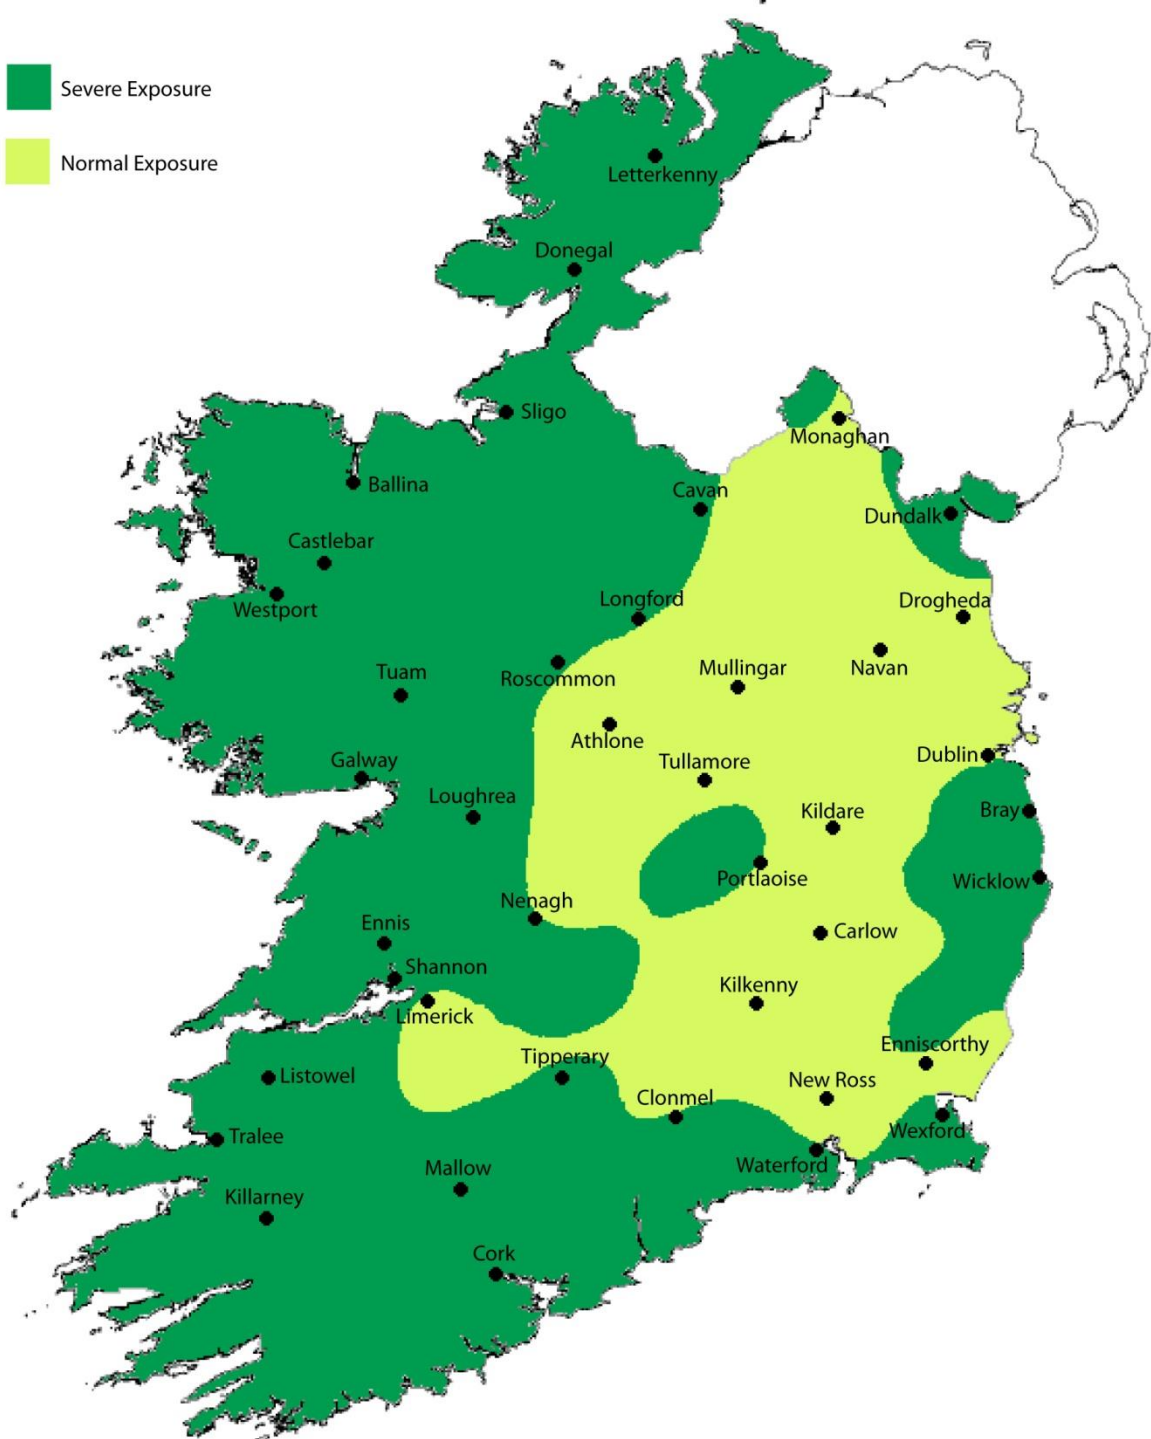 Severe Exposure
Normal Exposure
Letterkenny
Donegal
Sligo
Monaghan
Ballina
Cavan
Dundalk
Castlebar
Westport
Longford
Drogheda
Tuam
Roscommon
Mullingar
Navan
Athlone
Galway
Tullamore
Dublin
Loughrea
Kildare
Bray
Portlaoise
Wicklow
Nenagh
Ennis
Carlow
Shannon
Kilkenny
Limerick
Enniscorthy
Tipperary
Listowel
New Ross
Clonmel
Wexford
Tralee
Waterford
Mallow
Killarney
Cork